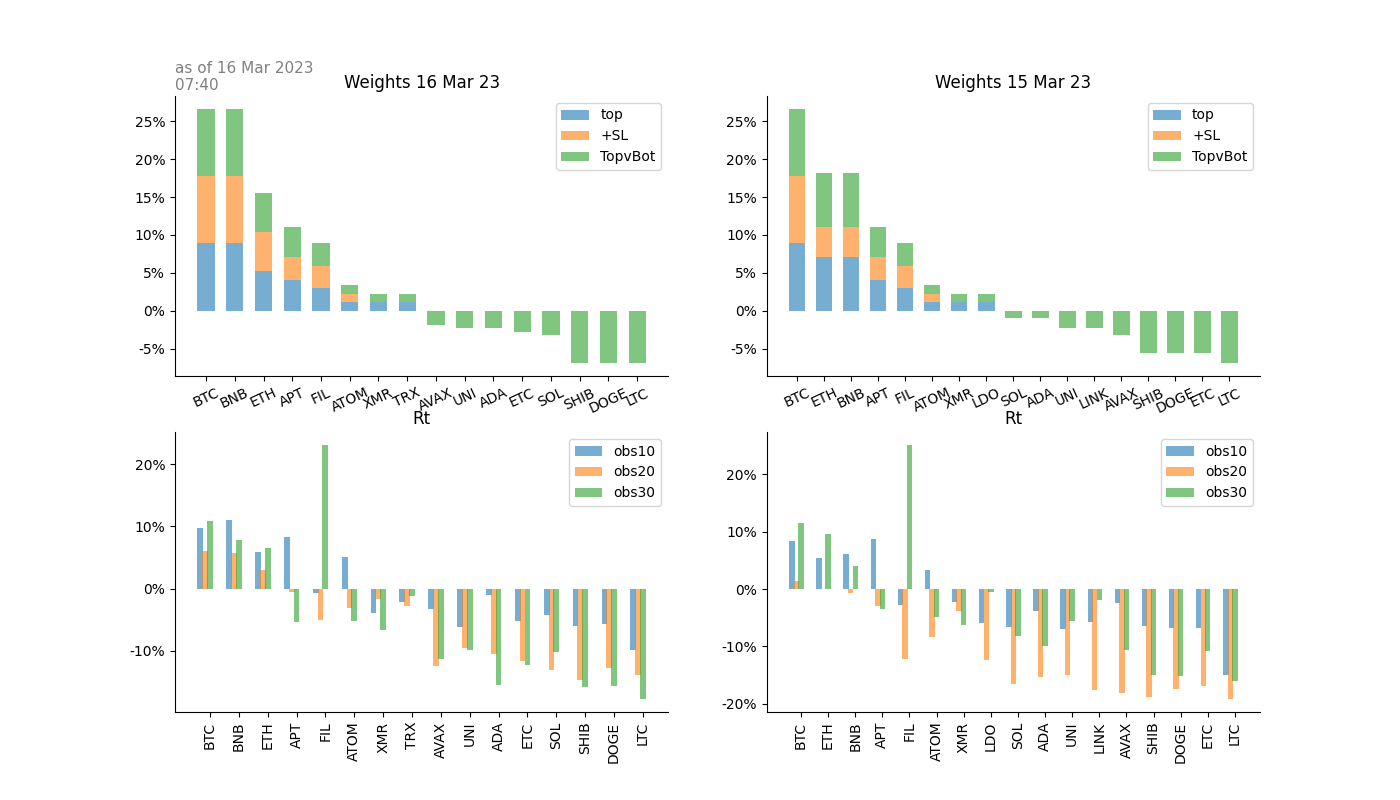 as of 16 Mar 2023
07:40
Weights 16 Mar 23
25%
20%
15%
10%
5%
0%
-5%
top
+SL
TopvBot
BTC BNB ETH APT FIL ATOM XMR TRX AVAX UNI ADA ETC SOL SHIB DOGE LTC
Weights 15 Mar 23
25%
20%
15%
10%
5%
0%
-5%
top
+SL
TopvBot
BTC ETH BNB APT FIL ATOM XMR LDO SOL ADA UNI LINK AVAX SHIB DOGE ETC LTC
Rt
20%
10%
0%
-10%
obs10
obs20
obs30
BTC BNB ETH APT FIL ATOM XMR TRX AVAX UNI ADA ETC SOL SHIB DOGE LTC
Rt
20%
10%
0%
-10%
-20%
obs10
obs20
obs30
BTC ETH BNB APT FIL ATOM XMR LDO SOL ADA UNI LINK AVAX SHIB DOGE ETC LTC